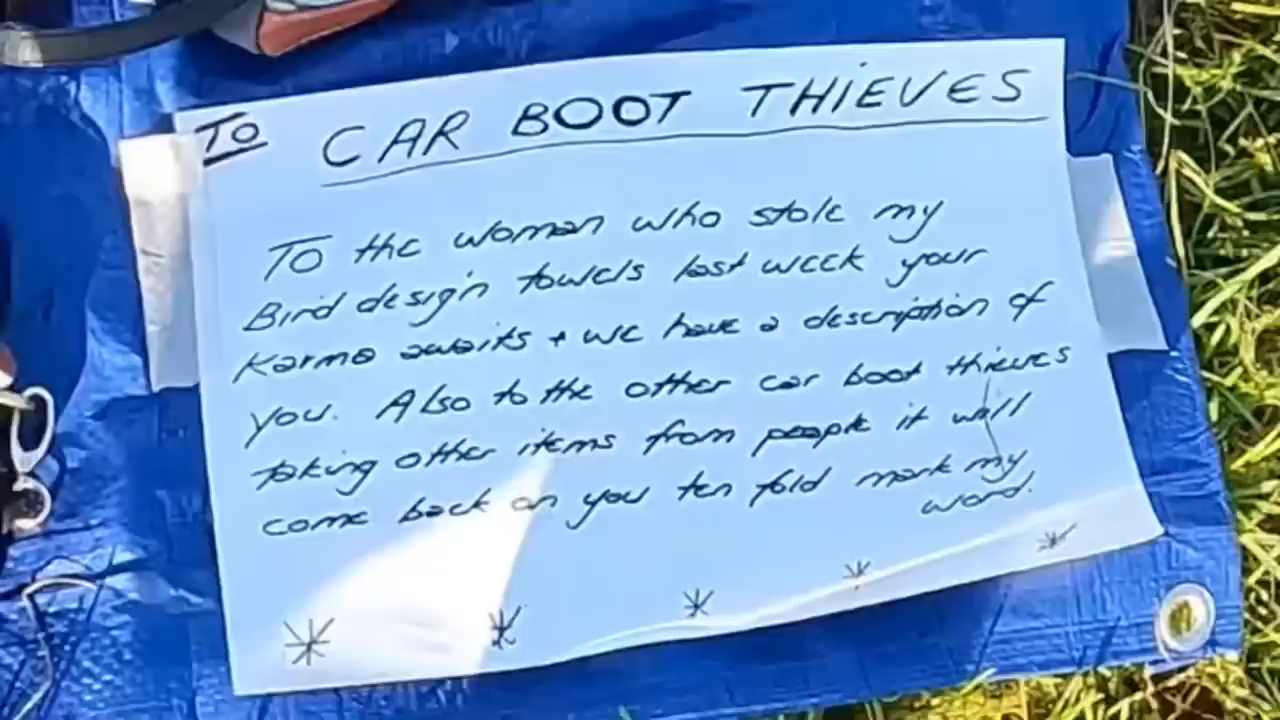 TO CAR BOOT THIEVES
To the woman who stole my
Bird design towels last week your
Karma awaits + we have a description of
you. Also to the other car boot thieves
taking other items from people it will
come back on you ten fold mark my
word.